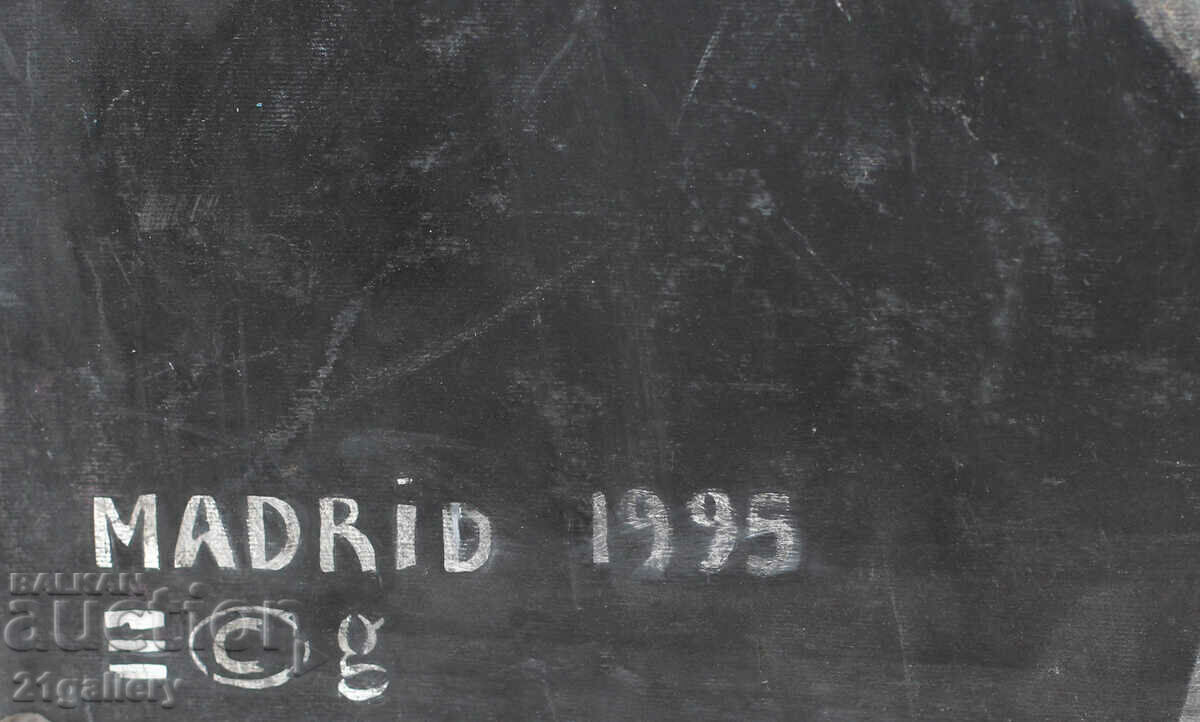 MADRiD 1995
© g
BALKAN
auction
21gallery